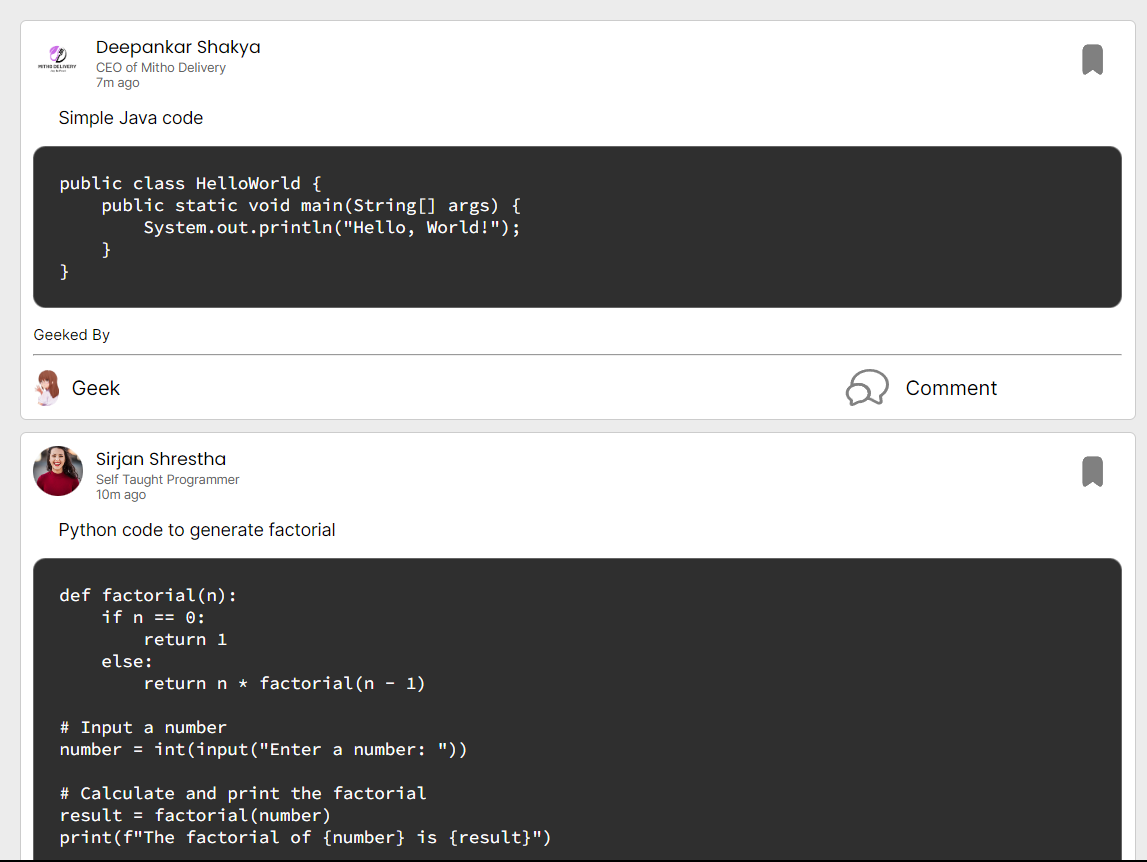 Deepankar Shakya
MITHO DELIVERY
CEO of Mitho Delivery
7m ago
Simple Java code
public class HelloWorld {
    public static void main(String[] args) {
        System.out.println("Hello, World!");
    }
}
Geeked By
Geek
Comment
Sirjan Shrestha
Self Taught Programmer
10m ago
Python code to generate factorial
def factorial(n):
    if n == 0:
        return 1
    else:
        return n * factorial(n - 1)
# Input a number
number = int(input("Enter a number: "))
# Calculate and print the factorial
result = factorial(number)
print(f"The factorial of {number} is {result}")